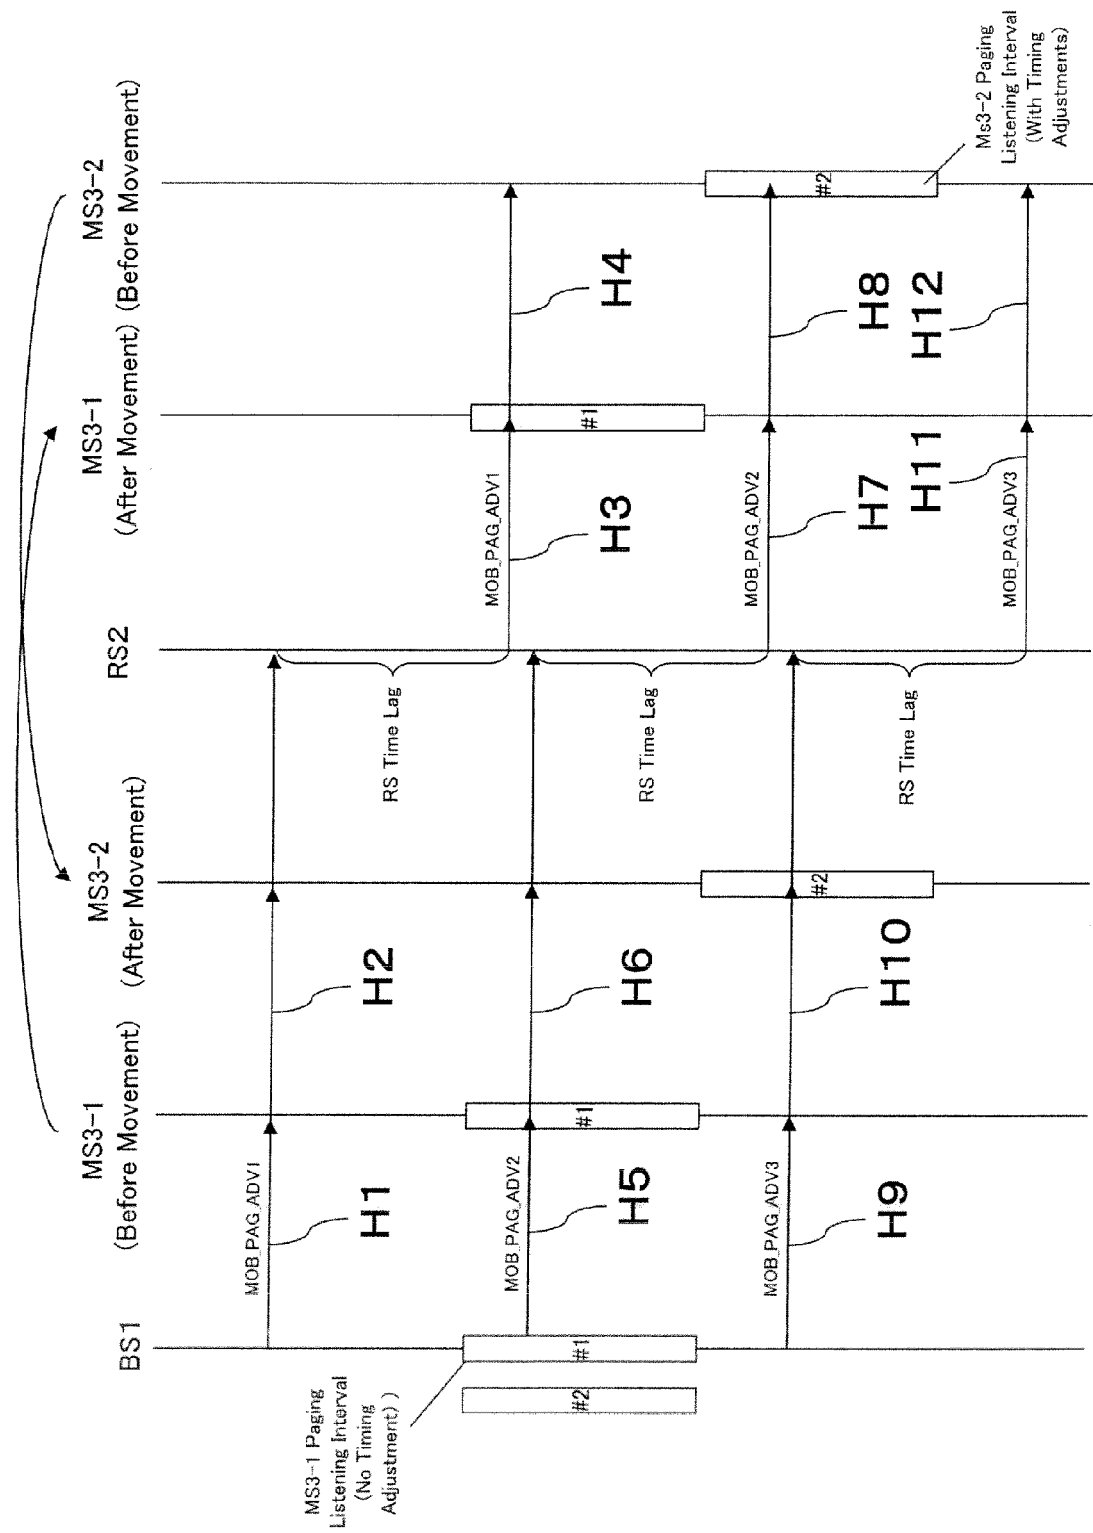 BS1
MS3-1
(Before Movement)
MS3-2
(After Movement)
RS2
MS3-1
(After Movement)
MS3-2
(Before Movement)
MOB_PAG_ADV1
H1
H2
RS Time Lag
MOB_PAG_ADV1
H3
H4
MS3-1 Paging
Listening Interval
(No Timing
Adjustment) )
#2
#1
MOB_PAG_ADV2
#1
H5
H6
RS Time Lag
#1
MOB_PAG_ADV2
H7
H8
#2
Ms3-2 Paging
Listening Interval
(With Timing
Adjustments)
MOB_PAG_ADV3
H9
H10
#2
RS Time Lag
MOB_PAG_ADV3
H11
H12